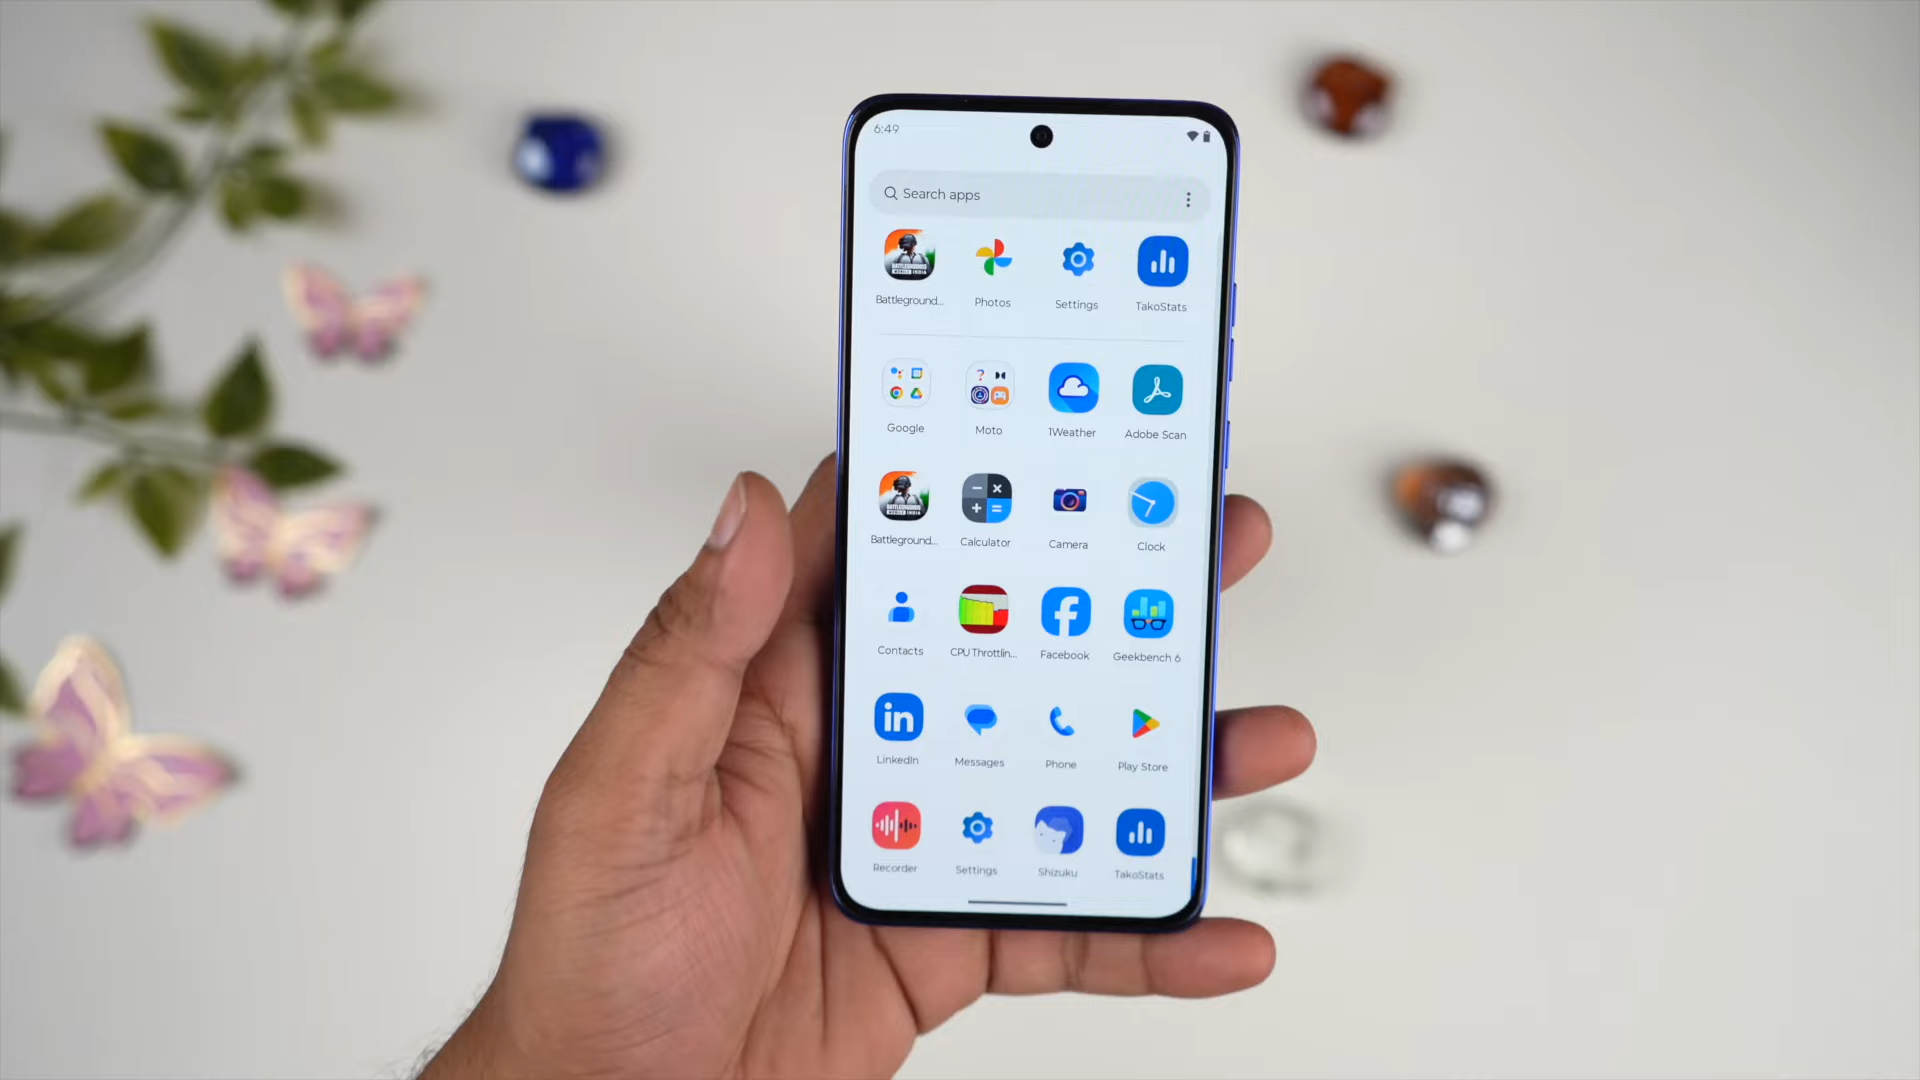 6:49
Search apps
Battleground... Photos Settings TakoStats
Google Moto 1Weather Adobe Scan
Battleground... Calculator Camera Clock
Contacts CPU Throttlin... Facebook Geekbench 6
in
LinkedIn Messages Phone Play Store
Recorder Settings Shizuku TakoStats